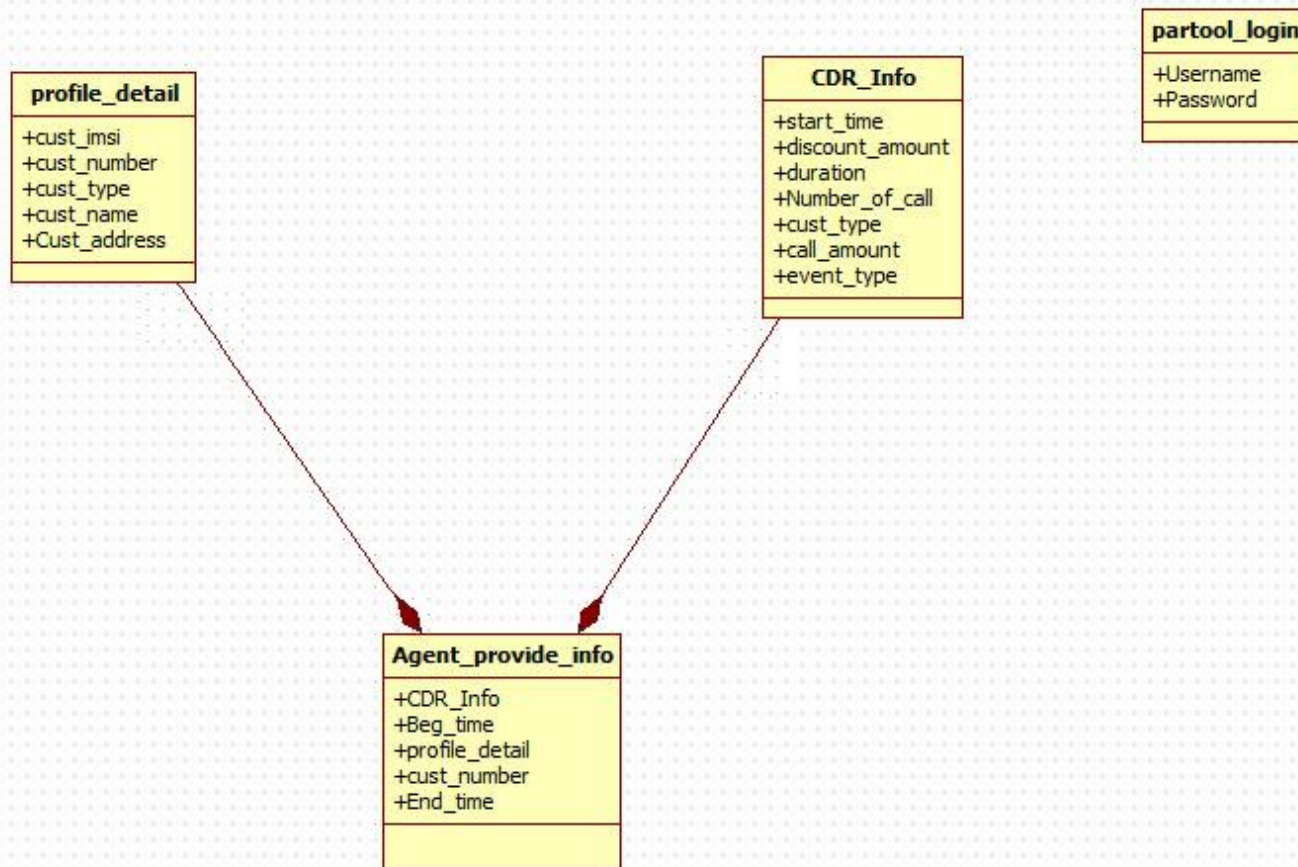 profile_detail
+cust_imsi
+cust_number
+cust_type
+cust_name
+Cust_address
CDR_Info
+start_time
+discount_amount
+duration
+Number_of_call
+cust_type
+call_amount
+event_type
partool_login
+Username
+Password
Agent_provide_info
+CDR_Info
+Beg_time
+profile_detail
+cust_number
+End_time